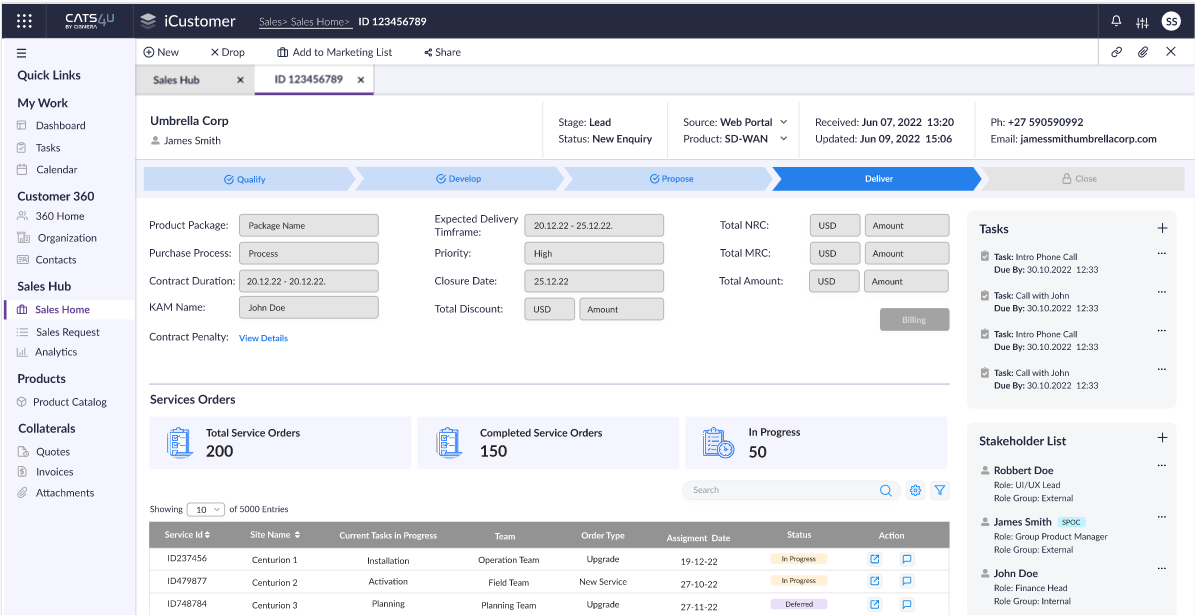 CATS4U
BY COGNERA
iCustomer
Sales> Sales Home> ID 123456789
SS
New
Drop
Add to Marketing List
Share
Quick Links
My Work
Dashboard
Tasks
Calendar
Customer 360
360 Home
Organization
Contacts
Sales Hub
Sales Home
Sales Request
Analytics
Products
Product Catalog
Collaterals
Quotes
Invoices
Attachments
Sales Hub
ID 123456789
Umbrella Corp
James Smith
Stage: Lead
Status: New Enquiry
Source: Web Portal
Product: SD-WAN
Received: Jun 07, 2022 13:20
Updated: Jun 09, 2022 15:06
Ph: +27 590590992
Email: jamessmithumbrellacorp.com
Qualify
Develop
Propose
Deliver
Close
Product Package: Package Name
Purchase Process: Process
Contract Duration: 20.12.22 - 20.12.22.
KAM Name: John Doe
Contract Penalty: View Details
Expected Delivery
Timframe: 20.12.22 - 25.12.22.
Priority: High
Closure Date: 25.12.22
Total Discount: USD Amount
Total NRC: USD Amount
Total MRC: USD Amount
Total Amount: USD Amount
Billing
Services Orders
Total Service Orders
200
Completed Service Orders
150
In Progress
50
Search
Showing 10 of 5000 Entries
Service Id Site Name Current Tasks in Progress Team Order Type Assigment Date Status Action
ID237456 Centurion 1 Installation Operation Team Upgrade 19-12-22 In Progress
ID479877 Centurion 2 Activation Field Team New Service 27-10-22 In Progress
ID748784 Centurion 3 Planning Planning Team Upgrade 27-11-22 Deferred
Tasks
Task: Intro Phone Call
Due By: 30.10.2022 12:33
Task: Call with John
Due By: 30.10.2022 12:33
Task: Intro Phone Call
Due By: 30.10.2022 12:33
Task: Call with John
Due By: 30.10.2022 12:33
Stakeholder List
Robbert Doe
Role: UI/UX Lead
Role Group: External
James Smith SPOC
Role: Group Product Manager
Role Group: External
John Doe
Role: Finance Head
Role Group: Internal